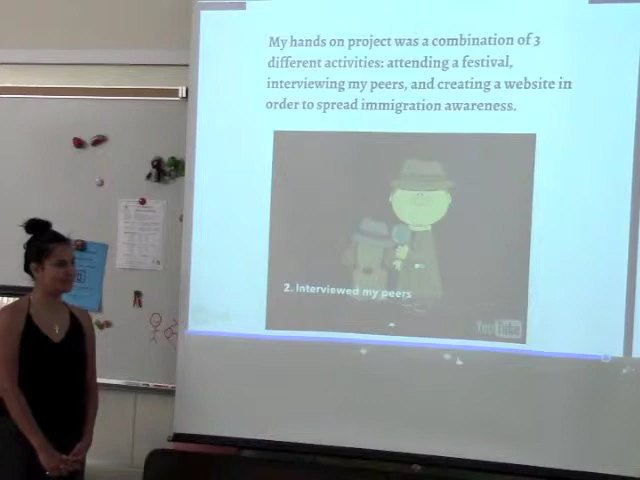 My hands on project was a combination of 3
different activities: attending a festival,
interviewing my peers, and creating a website in
order to spread immigration awareness.
2. Interviewed my peers
YouTube